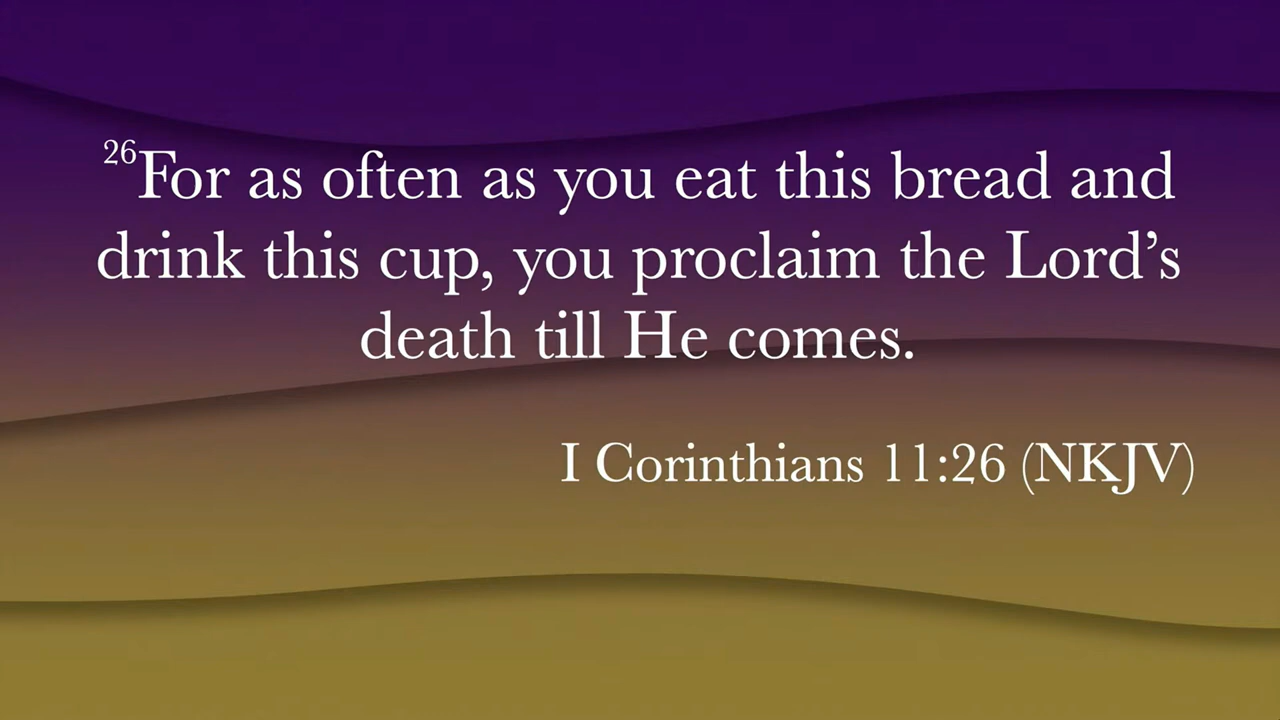 26For as often as you eat this bread and
drink this cup, you proclaim the Lord’s
death till He comes.
I Corinthians 11:26 (NKJV)